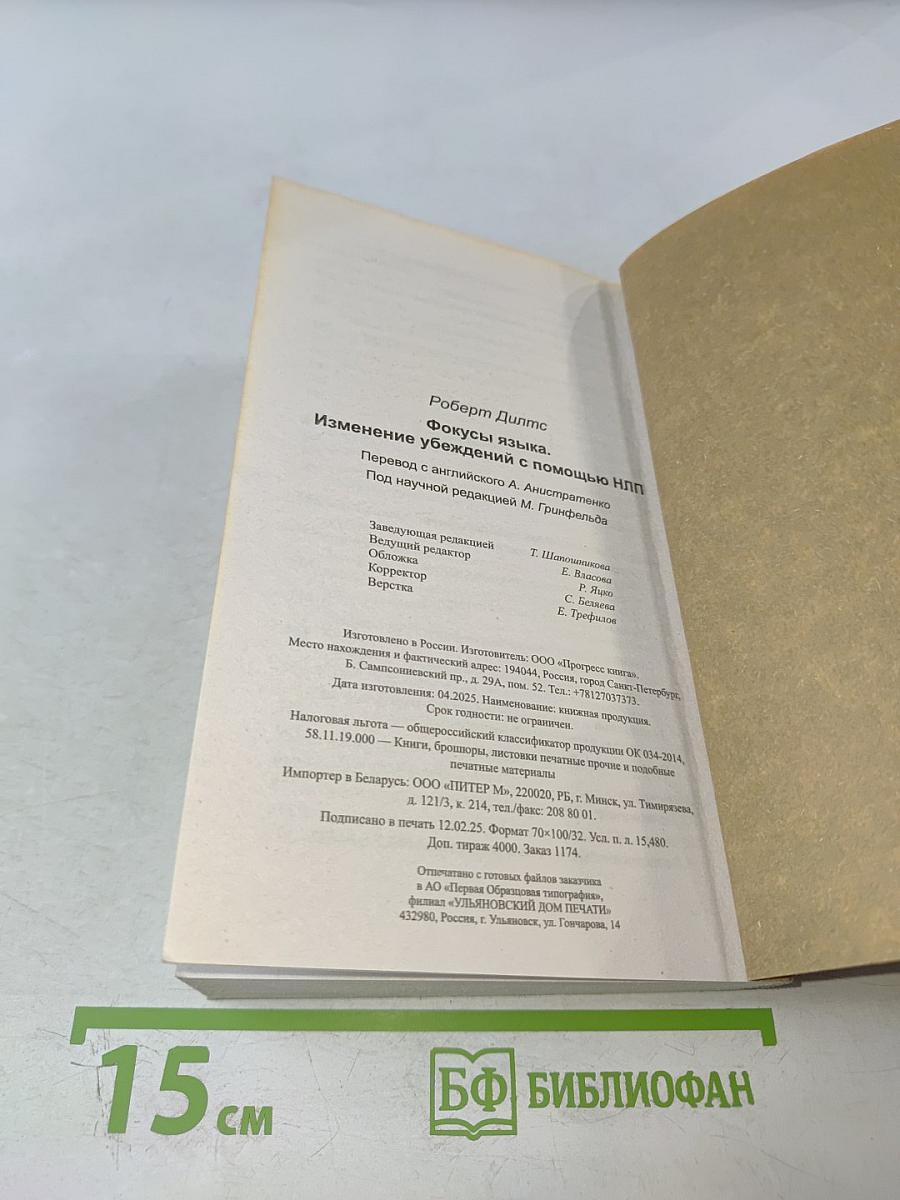 Роберт Дилтс
Фокусы языка.
Изменение убеждений с помощью НЛП
Перевод с английского А. Анистратенко
Под научной редакцией М. Гринфельда
Заведующая редакцией Т. Шапошникова
Ведущий редактор Е. Власова
Обложка Р. Яцко
Корректор С. Беляева
Верстка Е. Трефилов
Изготовлено в России. Изготовитель: ООО «Прогресс книга».
Место нахождения и фактический адрес: 194044, Россия, город Санкт-Петербург,
Б. Сампсониевский пр., д. 29А, пом. 52. Тел.: +78127037373.
Дата изготовления: 04.2025. Наименование: книжная продукция.
Срок годности: не ограничен.
Налоговая льгота — общероссийский классификатор продукции ОК 034-2014,
58.11.19.000 — Книги, брошюры, листовки печатные прочие и подобные
печатные материалы
Импортер в Беларусь: ООО «ПИТЕР М», 220020, РБ, г. Минск, ул. Тимирязева,
д. 121/3, к. 214, тел./факс: 208 80 01.
Подписано в печать 12.02.25. Формат 70×100/32. Усл. п. л. 15,480.
Доп. тираж 4000. Заказ 1174.
Отпечатано с готовых файлов заказчика
в АО «Первая Образцовая типография»,
филиал «УЛЬЯНОВСКИЙ ДОМ ПЕЧАТИ»
432980, Россия, г. Ульяновск, ул. Гончарова, 14
15 см
БФ БИБЛИОФАН